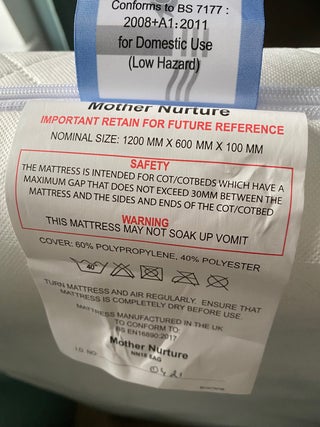 Conforms to BS 7177 :
2008+A1:2011
for Domestic Use
(Low Hazard)
Mother Nurture
IMPORTANT RETAIN FOR FUTURE REFERENCE
NOMINAL SIZE: 1200 MM X 600 MM X 100 MM
SAFETY
THE MATTRESS IS INTENDED FOR COT/COTBEDS WHICH HAVE A
MAXIMUM GAP THAT DOES NOT EXCEED 30MM BETWEEN THE
MATTRESS AND THE SIDES AND ENDS OF THE COT/COTBED
WARNING
THIS MATTRESS MAY NOT SOAK UP VOMIT
COVER: 60% POLYPROPYLENE, 40% POLYESTER
40°
TURN MATTRESS AND AIR REGULARLY. ENSURE THAT
MATTRESS IS COMPLETELY DRY BEFORE USE.
MATTRESS MANUFACTURED IN THE UK
TO CONFORM TO:
BS EN16890:2017
Mother Nurture
NN18 EAG
I.D. NO
0421